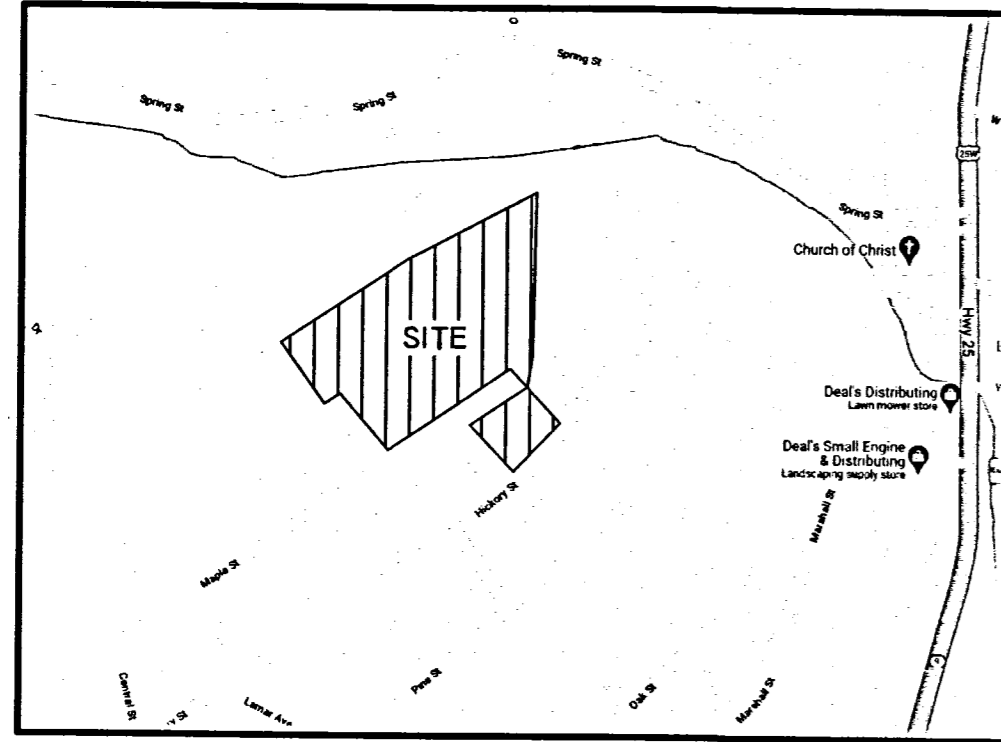 Spring St
Spring St
Spring St
25W
Spring St
Church of Christ
Hwy 25
SITE
Deal's Distributing
Lawn mower store
Deal's Small Engine
& Distributing
Landscaping supply store
Hickory St
Marshall St
Maple St
Pine St
Oak St
Marshall St
Central St
Lamar Ave